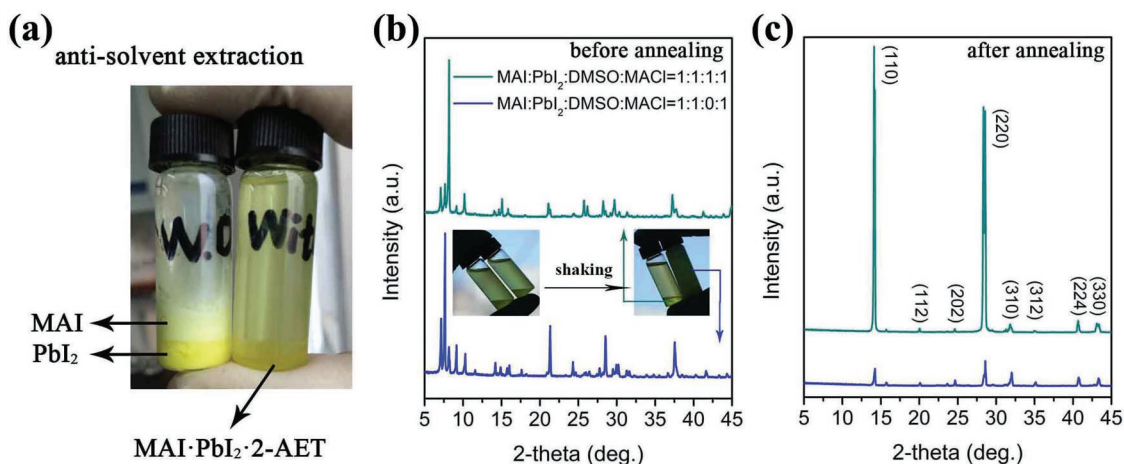 (a)
anti-solvent extraction
W.O
Wit
MAI
PbI₂
MAI·PbI₂·2-AET
(b)
before annealing
MAI:PbI₂:DMSO:MACl=1:1:1:1
MAI:PbI₂:DMSO:MACl=1:1:0:1
shaking
Intensity (a.u.)
5 10 15 20 25 30 35 40 45
2-theta (deg.)
(c)
after annealing
(110)
(112)
(202)
(220)
(310)
(312)
(224)
(330)
Intensity (a.u.)
5 10 15 20 25 30 35 40 45
2-theta (deg.)